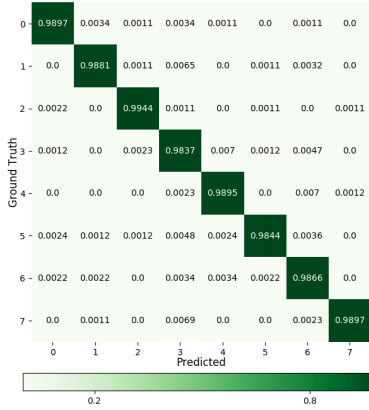 0 0.9897 0.0034 0.0011 0.0034 0.0011 0.0 0.0011 0.0
1 0.0 0.9881 0.0011 0.0065 0.0 0.0011 0.0032 0.0
2 0.0022 0.0 0.9944 0.0011 0.0011 0.0 0.0011 0.0011
3 0.0012 0.0 0.0023 0.9837 0.007 0.0012 0.0047 0.0
4 0.0 0.0 0.0 0.0023 0.9895 0.0 0.007 0.0012
5 0.0024 0.0012 0.0012 0.0048 0.0024 0.9844 0.0036 0.0
6 0.0022 0.0022 0.0 0.0034 0.0034 0.0022 0.9866 0.0
7 0.0 0.0011 0.0 0.0069 0.0 0.0 0.0023 0.9897
Ground Truth
0 1 2 3 4 5 6 7
Predicted
0.2 0.8